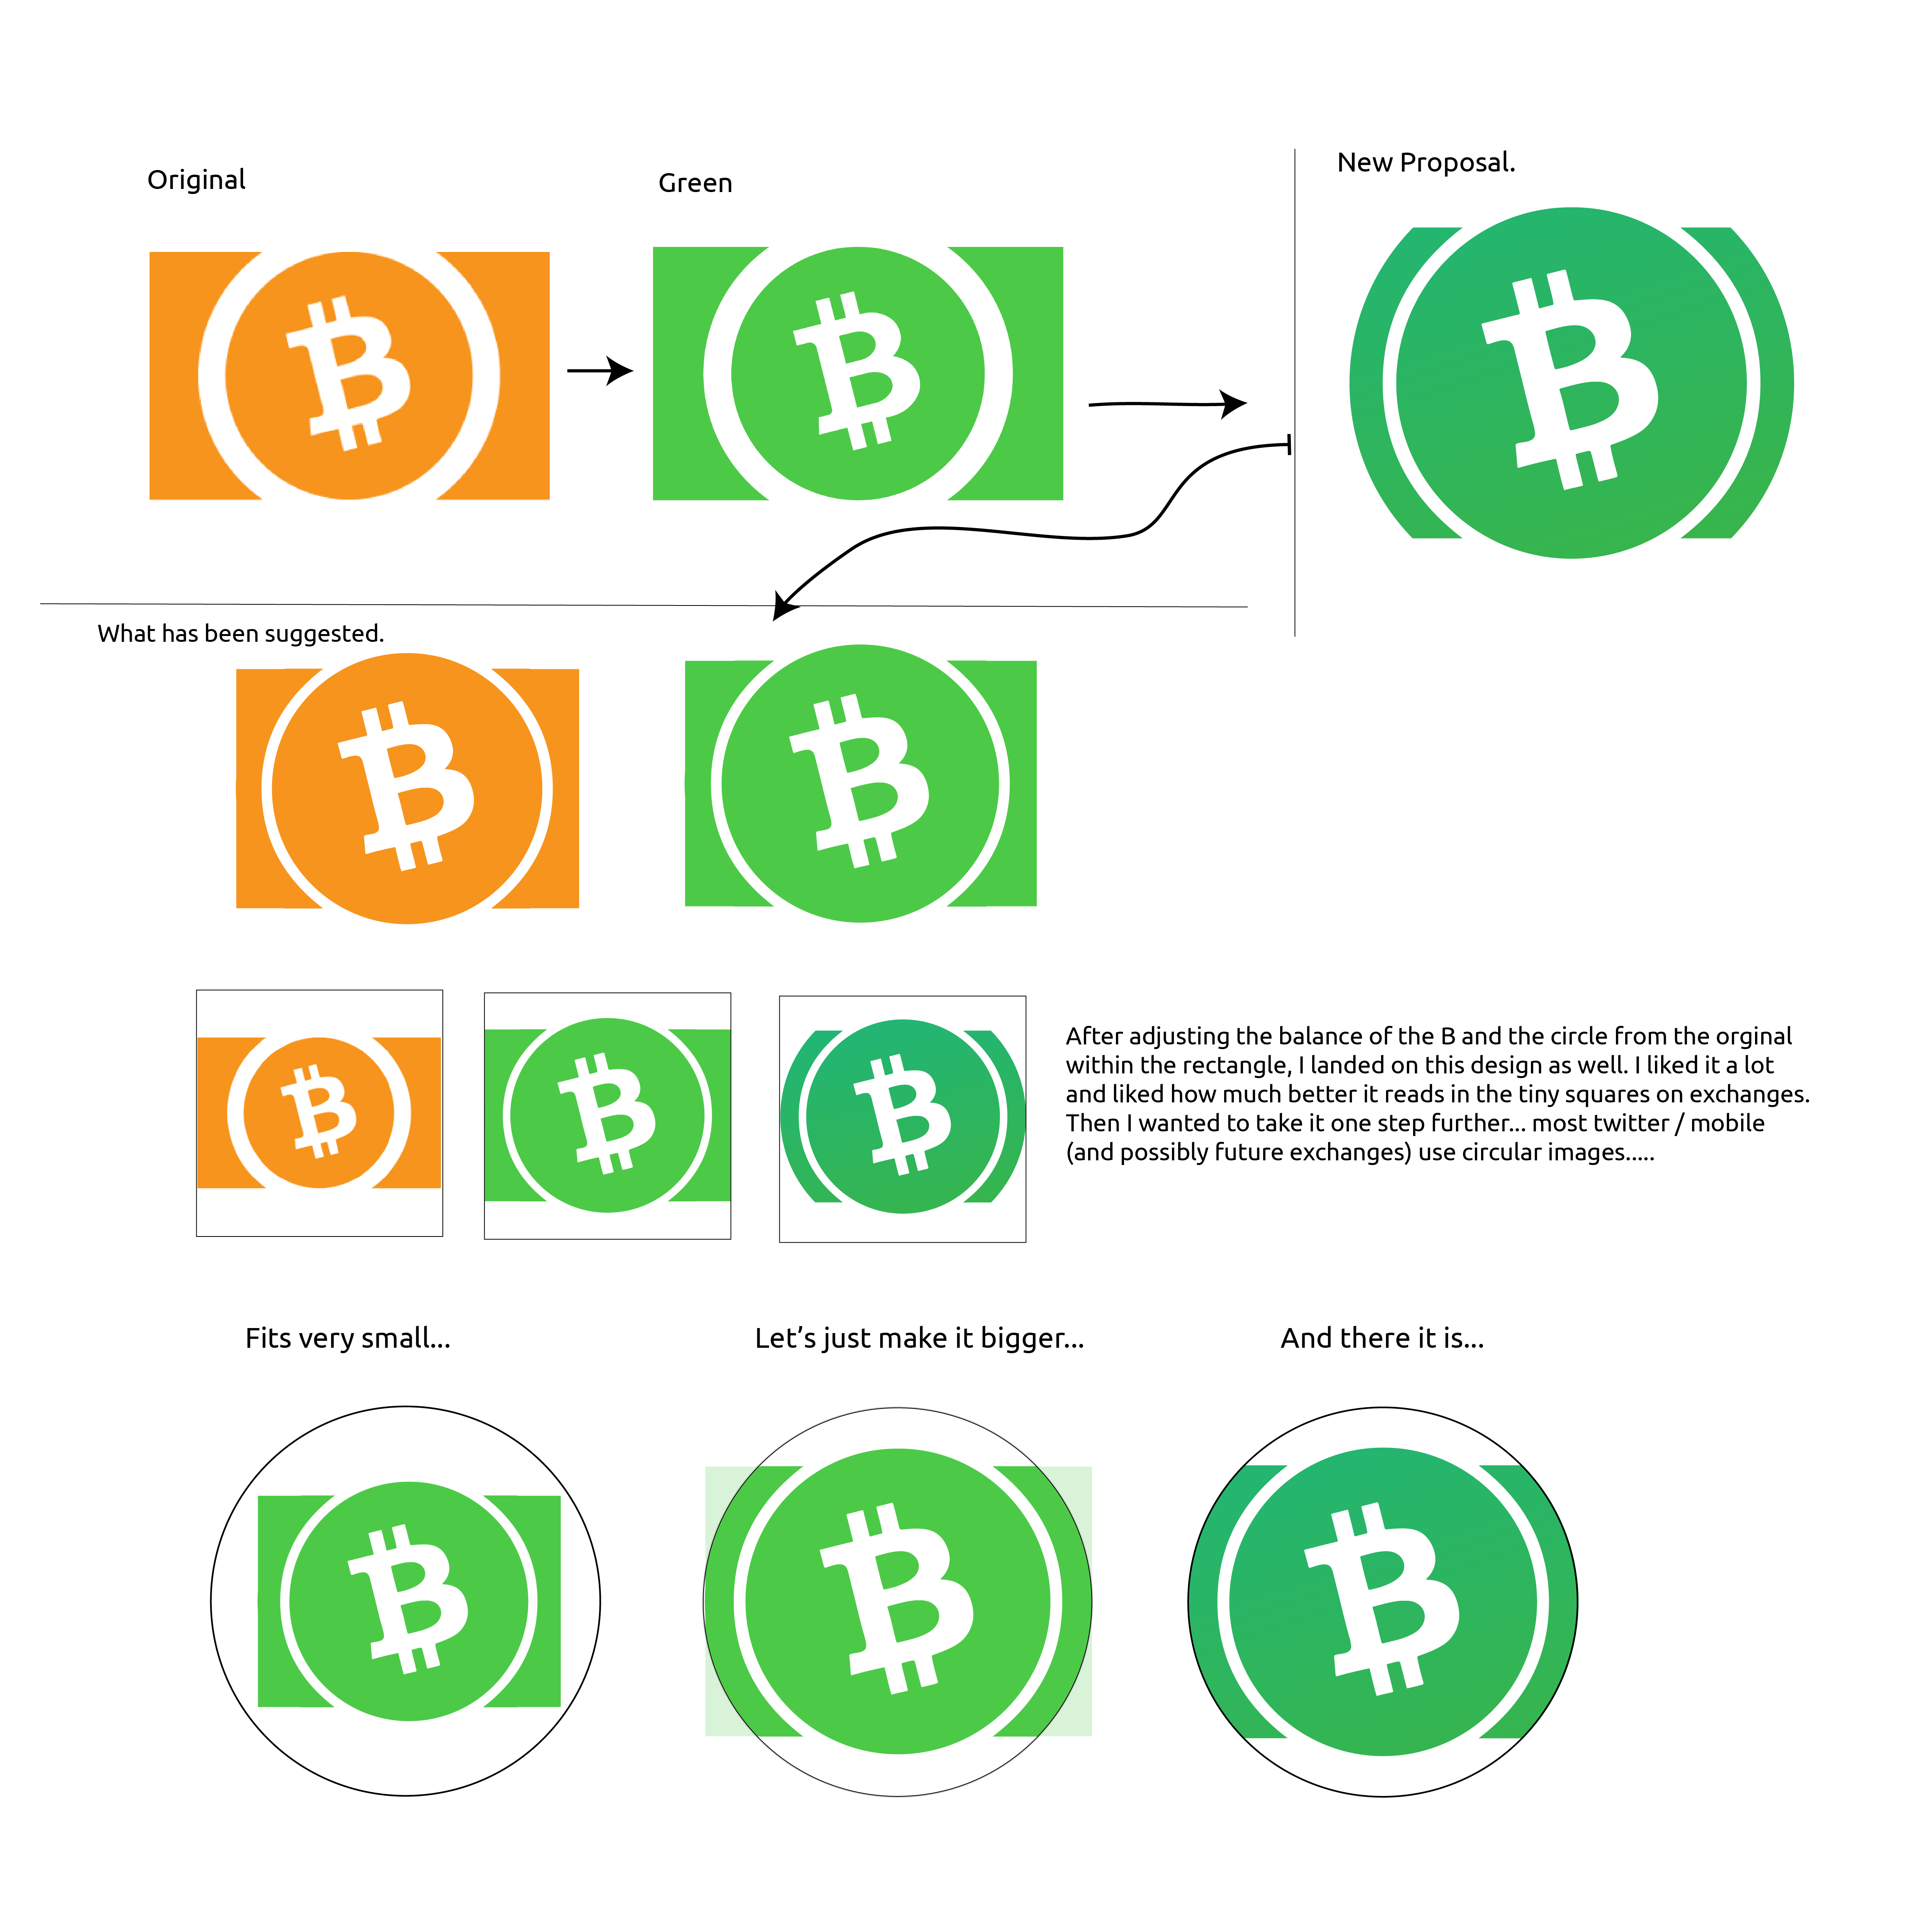 Original
Green
New Proposal.
What has been suggested.
After adjusting the balance of the B and the circle from the orginal
within the rectangle, I landed on this design as well. I liked it a lot
and liked how much better it reads in the tiny squares on exchanges.
Then I wanted to take it one step further... most twitter / mobile
(and possibly future exchanges) use circular images.....
Fits very small...
Let’s just make it bigger...
And there it is...